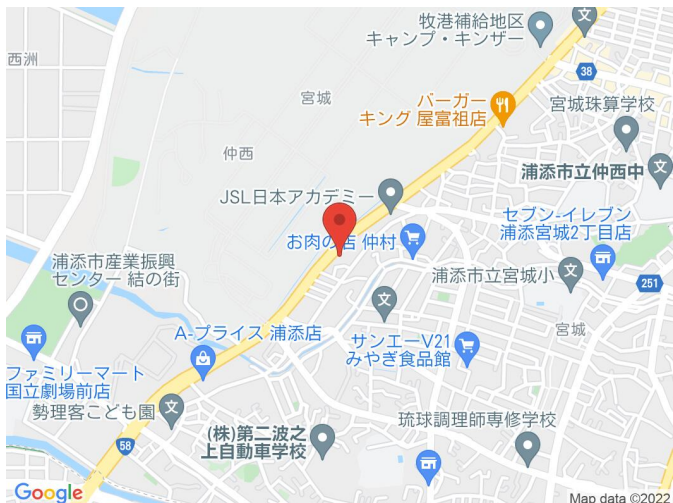 牧港補給地区
キャンプ・キンザー
西洲
宮城
38
バーガー
キング 屋富祖店
宮城珠算学校
仲西
浦添市立仲西中
JSL日本アカデミー
お肉の店 仲村
セブン-イレブン
浦添宮城2丁目店
浦添市産業振興
センター 結の街
浦添市立宮城小
251
宮城
A-プライス 浦添店
サンエーV21
みやぎ食品館
ファミリーマート
国立劇場前店
勢理客こども園
58
(株)第二波之
上自動車学校
琉球調理師専修学校
文
文
文
文
Google
Map data ©2022